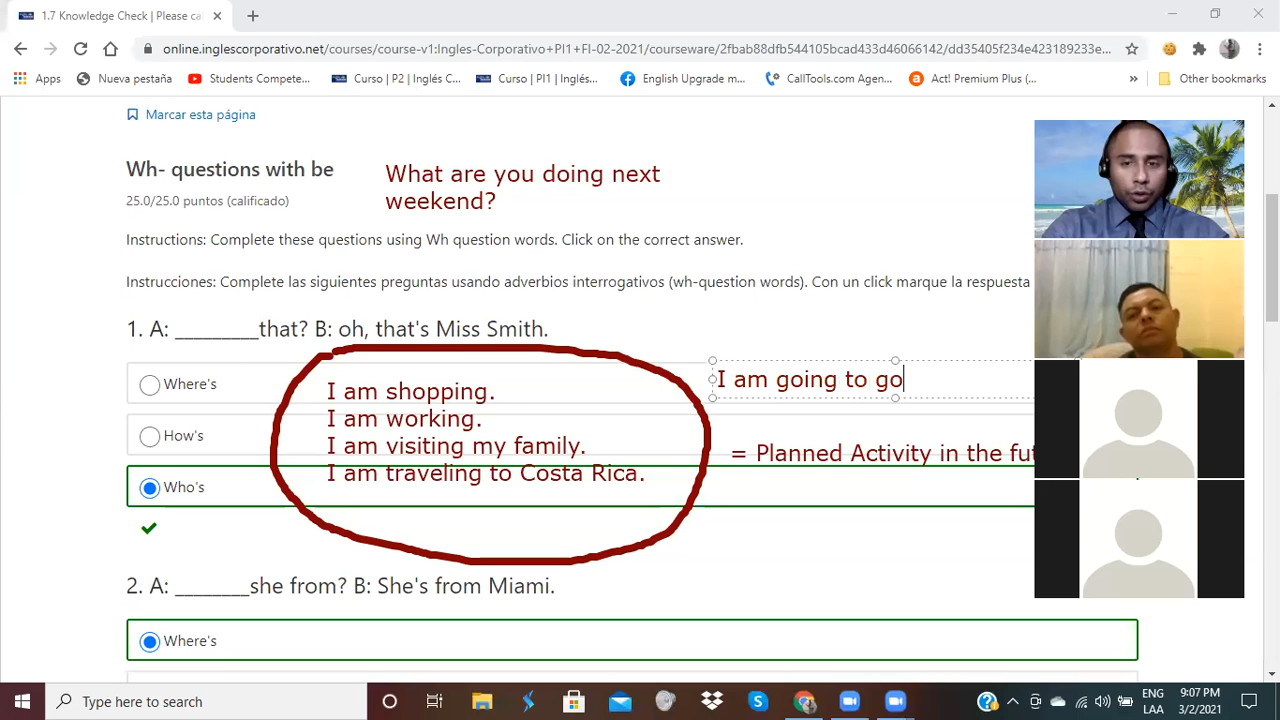 1.7 Knowledge Check | Please ca
online.inglescorporativo.net/courses/course-v1:Ingles-Corporativo+PI1+FI-02-2021/courseware/2fbab88dfb544105bcad433d46066142/dd35405f234e423189233e...
Apps Nueva pestaña Students Compete... Curso | P2 | Inglés C... Curso | PI1 | Inglés... English Upgrade m... CallTools.com Agen... Act! Premium Plus (... » Other bookmarks
Marcar esta página
Wh- questions with be
25.0/25.0 puntos (calificado)
What are you doing next
weekend?
Instructions: Complete these questions using Wh question words. Click on the correct answer.
Instrucciones: Complete las siguientes preguntas usando adverbios interrogativos (wh-question words). Con un click marque la respuesta
1. A: _________that? B: oh, that's Miss Smith.
Where's
How's
Who's
I am shopping.
I am working.
I am visiting my family.
I am traveling to Costa Rica.
I am going to go
= Planned Activity in the fut
2. A: ________she from? B: She's from Miami.
Where's
Type here to search
ENG
LAA
9:07 PM
3/2/2021